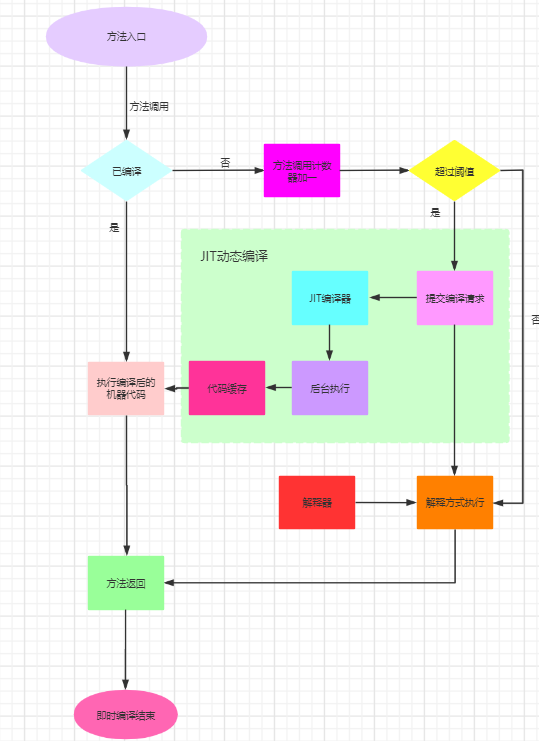 方法入口
方法调用
已编译
否
方法调用计数
器加一
超过阈值
是
是
JIT动态编译
JIT编译器
提交编译请求
否
执行编译后的
机器代码
代码缓存
后台执行
解释器
解释方式执行
方法返回
即时编译结束